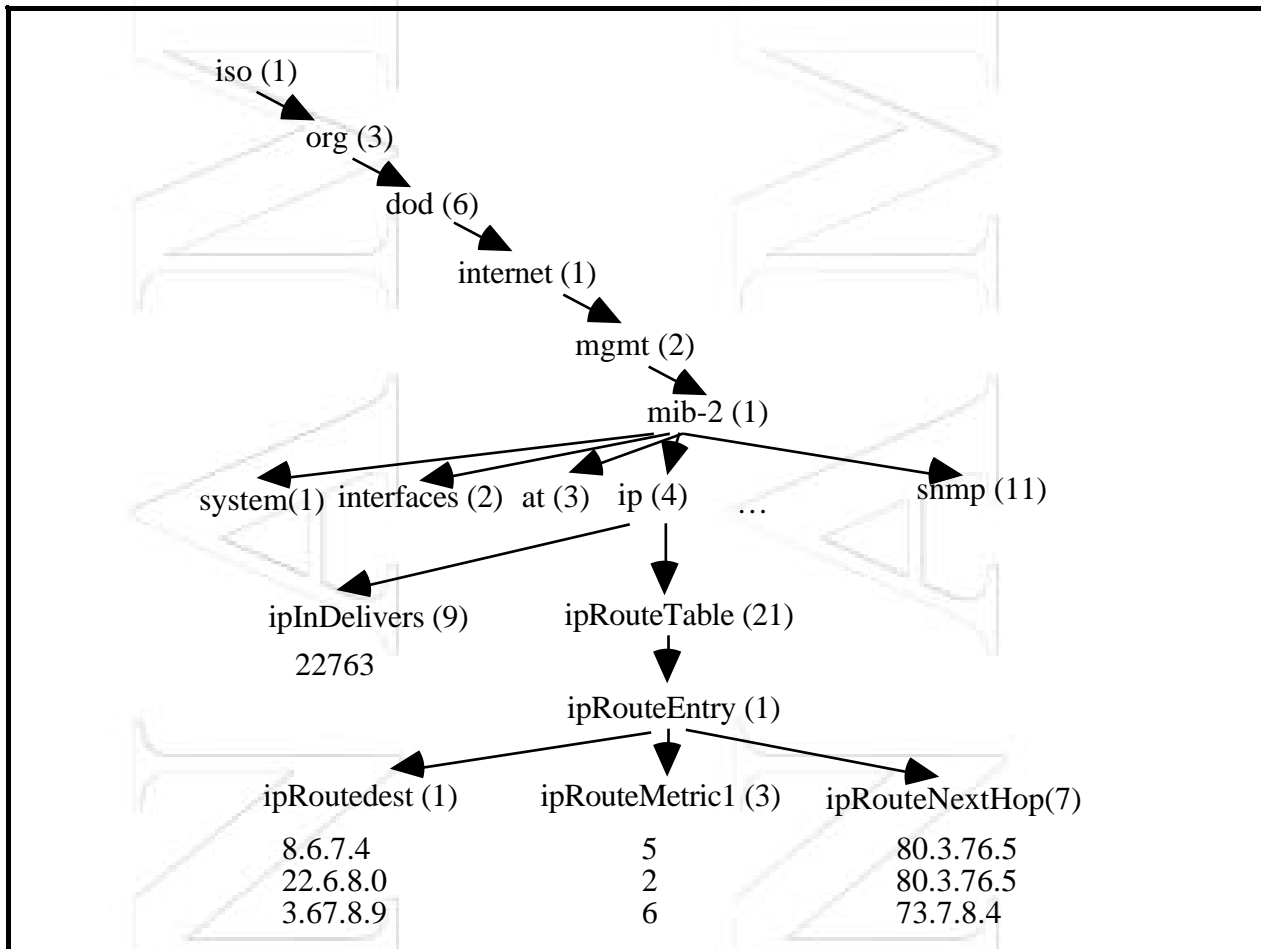 iso (1)
org (3)
dod (6)
internet (1)
mgmt (2)
mib-2 (1)
system(1) interfaces (2) at (3) ip (4) … snmp (11)
ipInDelivers (9) ipRouteTable (21)
22763
ipRouteEntry (1)
ipRoutedest (1) ipRouteMetric1 (3) ipRouteNextHop(7)
8.6.7.4 5 80.3.76.5
22.6.8.0 2 80.3.76.5
3.67.8.9 6 73.7.8.4